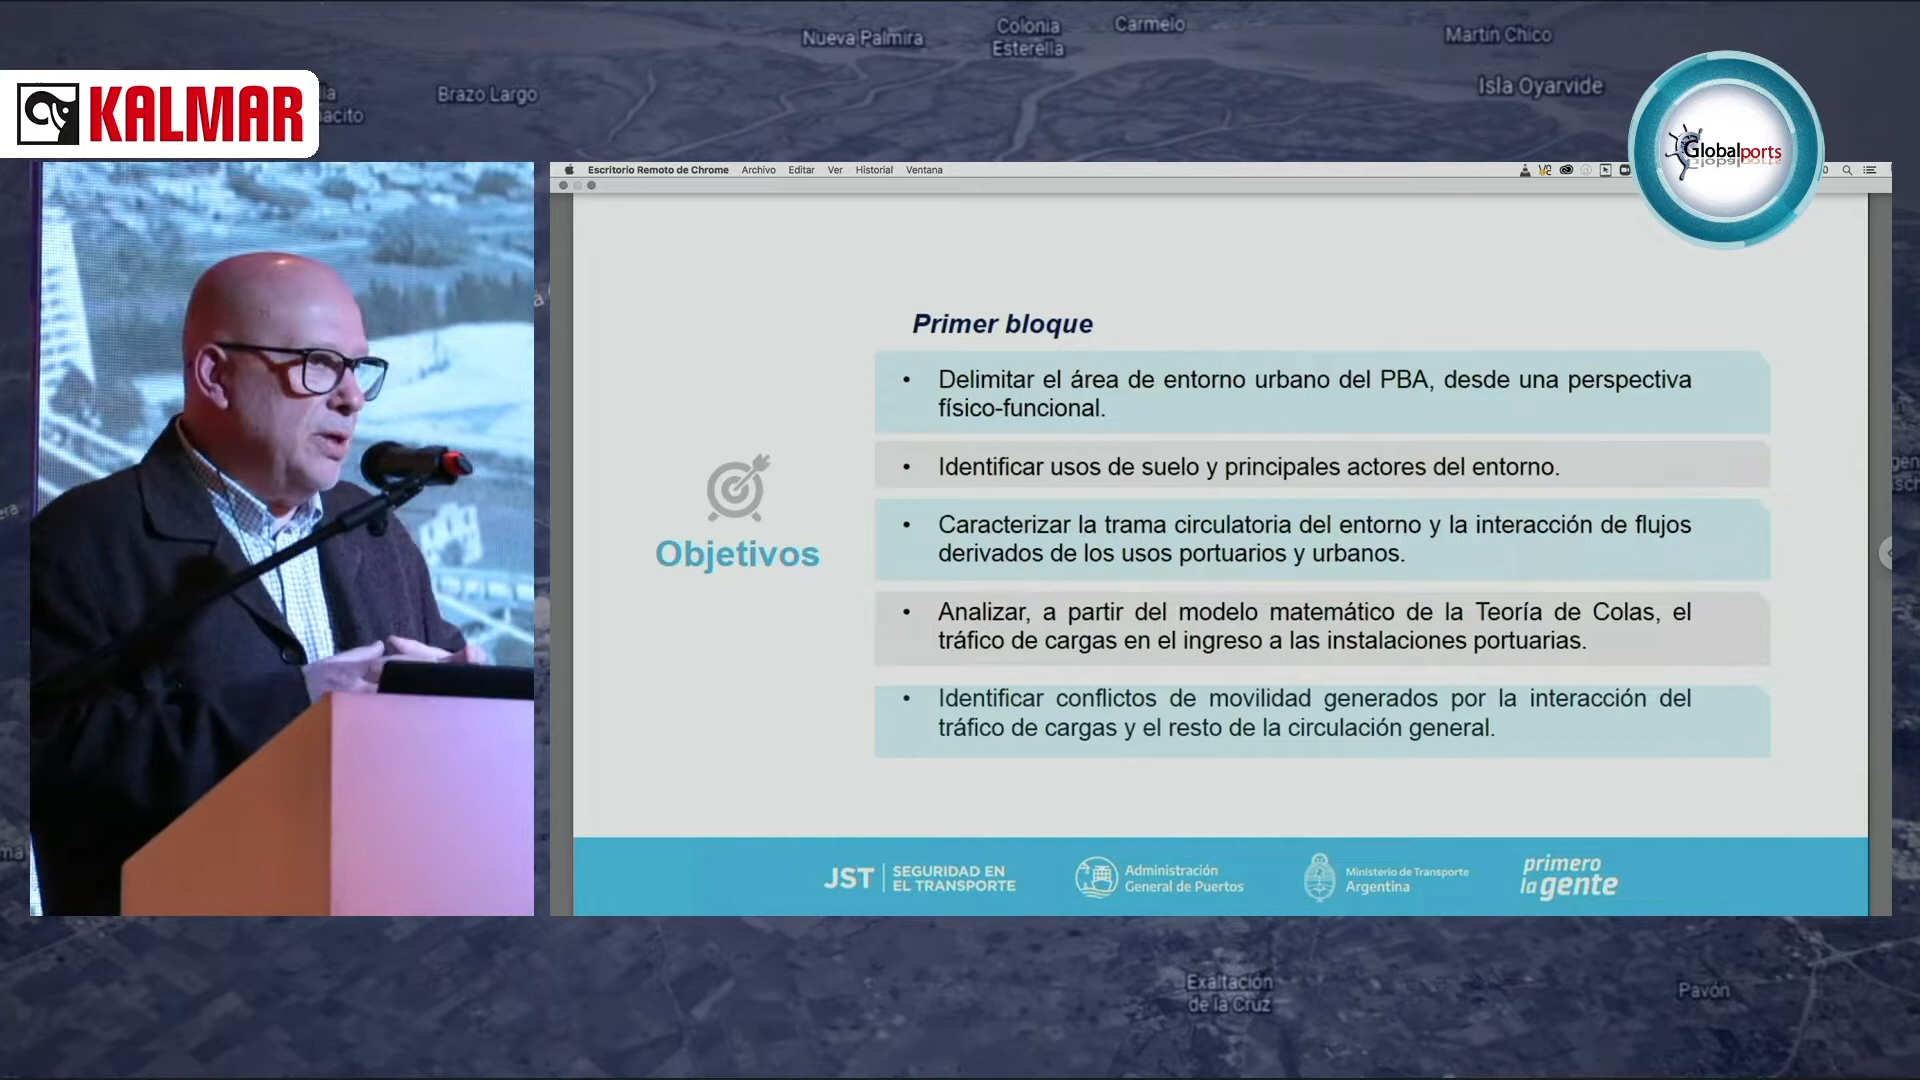 Nueva Palmira
Colonia
Esterella
Carmelo
Martín Chico
Isla Oyarvide
Brazo Largo
KALMAR
Globalports
Escritorio Remoto de Chrome Archivo Editar Ver Historial Ventana
Primer bloque
• Delimitar el área de entorno urbano del PBA, desde una perspectiva
físico-funcional.
• Identificar usos de suelo y principales actores del entorno.
• Caracterizar la trama circulatoria del entorno y la interacción de flujos
derivados de los usos portuarios y urbanos.
Objetivos
• Analizar, a partir del modelo matemático de la Teoría de Colas, el
tráfico de cargas en el ingreso a las instalaciones portuarias.
• Identificar conflictos de movilidad generados por la interacción del
tráfico de cargas y el resto de la circulación general.
JST SEGURIDAD EN
EL TRANSPORTE
Administración
General de Puertos
Ministerio de Transporte
Argentina
primero
la gente
Exaltación
de la Cruz
Pavón